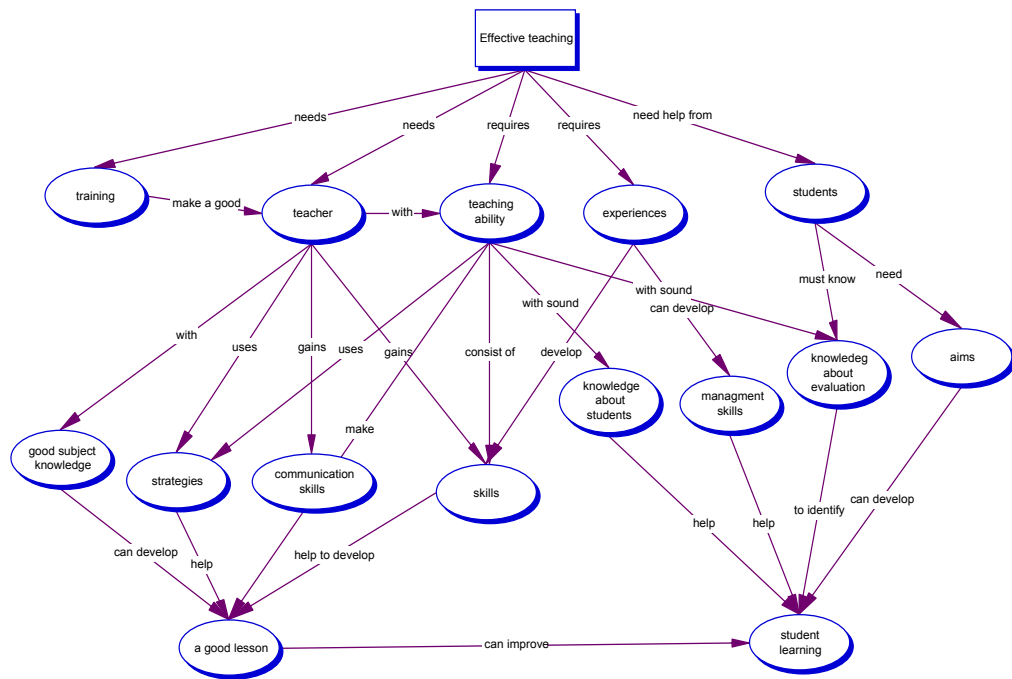 Effective teaching
needs
needs
requires
requires
need help from
training
make a good
teacher
with
teaching
ability
experiences
students
with
uses
gains
uses
gains
consist of
with sound
develop
with sound
can develop
must know
need
good subject
knowledge
strategies
make
communication
skills
skills
knowledge
about
students
managment
skills
knowledeg
about
evaluation
aims
can develop
help
help to develop
help
help
to identify
can develop
a good lesson
can improve
student
learning